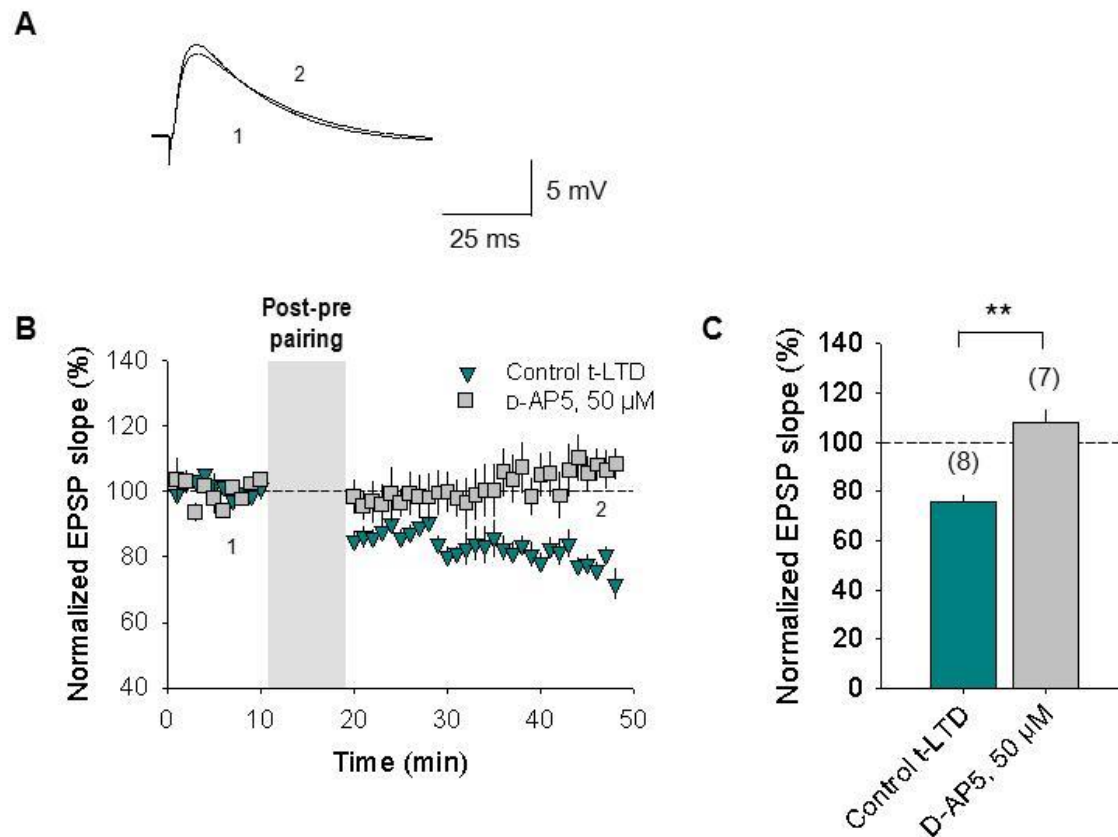 A
2
1
5 mV
25 ms
B
Post-pre
pairing
Normalized EPSP slope (%)
140
120
100
80
60
40
Control t-LTD
D-AP5, 50 µM
1
2
0
10
20
30
40
50
Time (min)
C
**
Normalized EPSP slope (%)
140
120
100
80
60
40
20
0
(8)
(7)
Control t-LTD
D-AP5, 50 µM